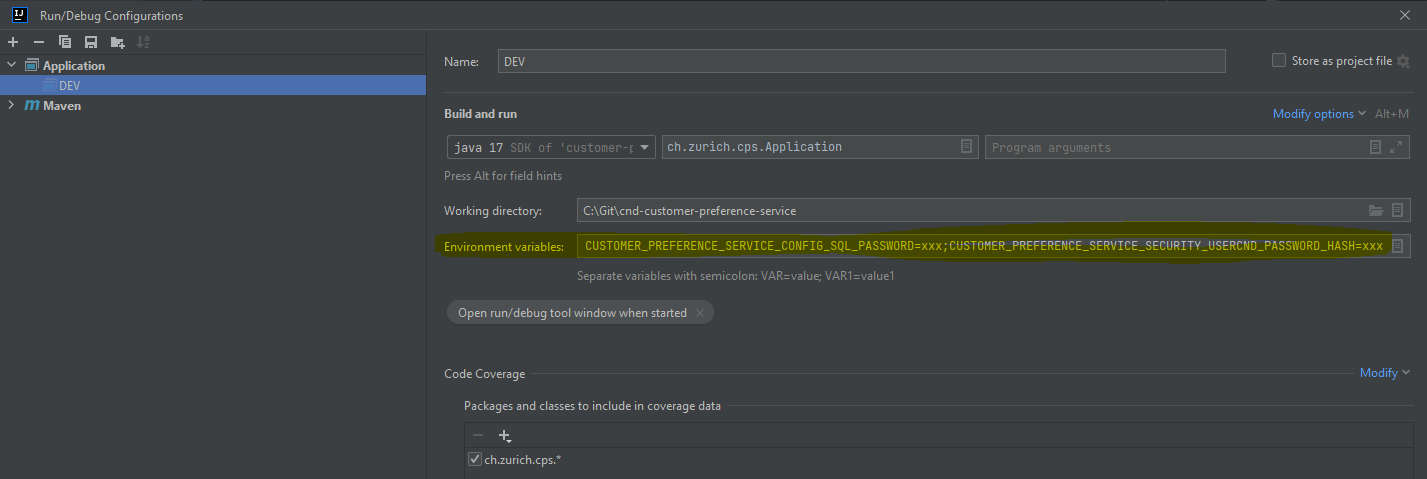 Run/Debug Configurations
Application
DEV
Maven
Name: DEV Store as project file
Build and run Modify options Alt+M
java 17 SDK of 'customer-p ch.zurich.cps.Application Program arguments
Press Alt for field hints
Working directory: C:\Git\cnd-customer-preference-service
Environment variables: CUSTOMER_PREFERENCE_SERVICE_CONFIG_SQL_PASSWORD=xxx;CUSTOMER_PREFERENCE_SERVICE_SECURITY_USERCND_PASSWORD_HASH=xxx
Separate variables with semicolon: VAR=value; VAR1=value1
Open run/debug tool window when started
Code Coverage Modify
Packages and classes to include in coverage data
ch.zurich.cps.*